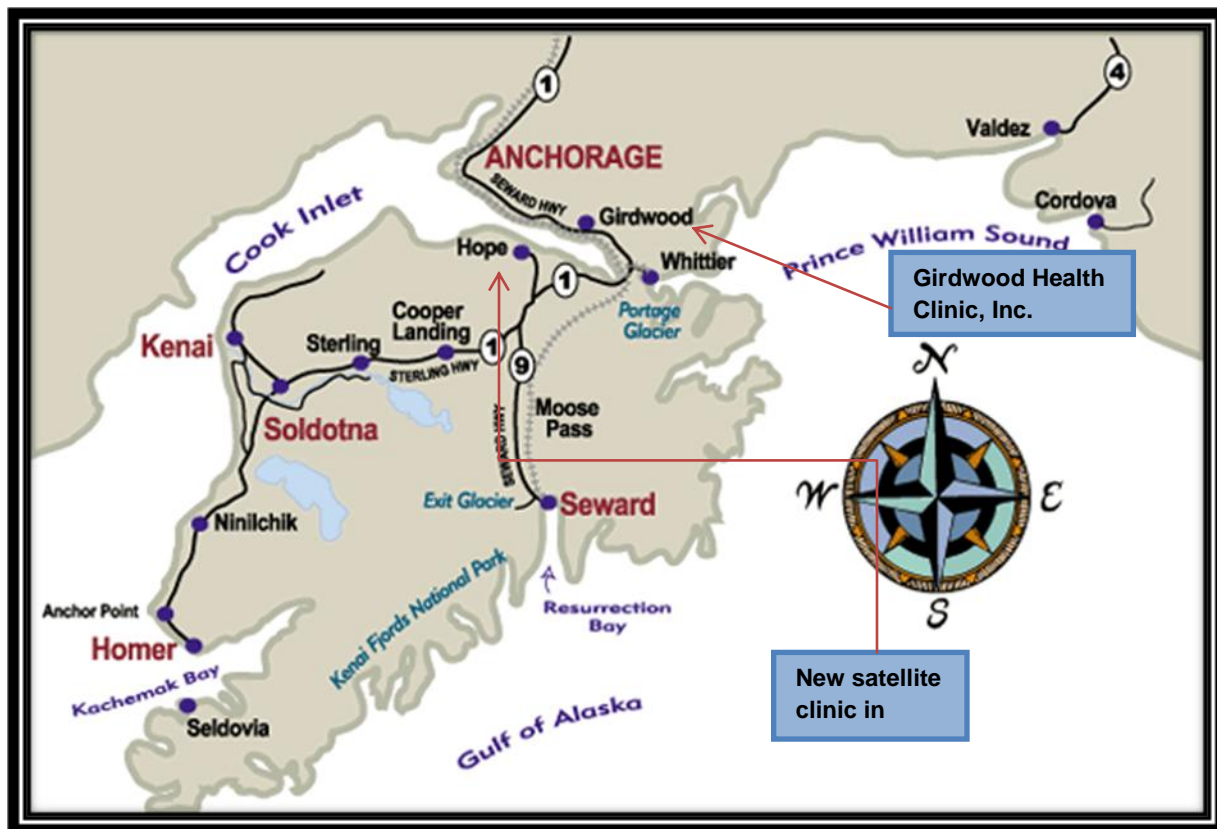 1
4
Valdez
ANCHORAGE
SEWARD HWY
Girdwood
Cordova
Cook Inlet
Hope
Whittier
Prince William Sound
Girdwood Health
Clinic, Inc.
1
Portage
Glacier
Cooper
Landing
Kenai
Sterling
1
STERLING HWY
9
N
Soldotna
Moose
Pass
SEWARD HWY
W
E
Exit Glacier
Seward
Ninilchik
S
Anchor Point
Resurrection
Bay
Homer
Kenai Fjords National Park
Kachemak Bay
New satellite
clinic in
Seldovia
Gulf of Alaska